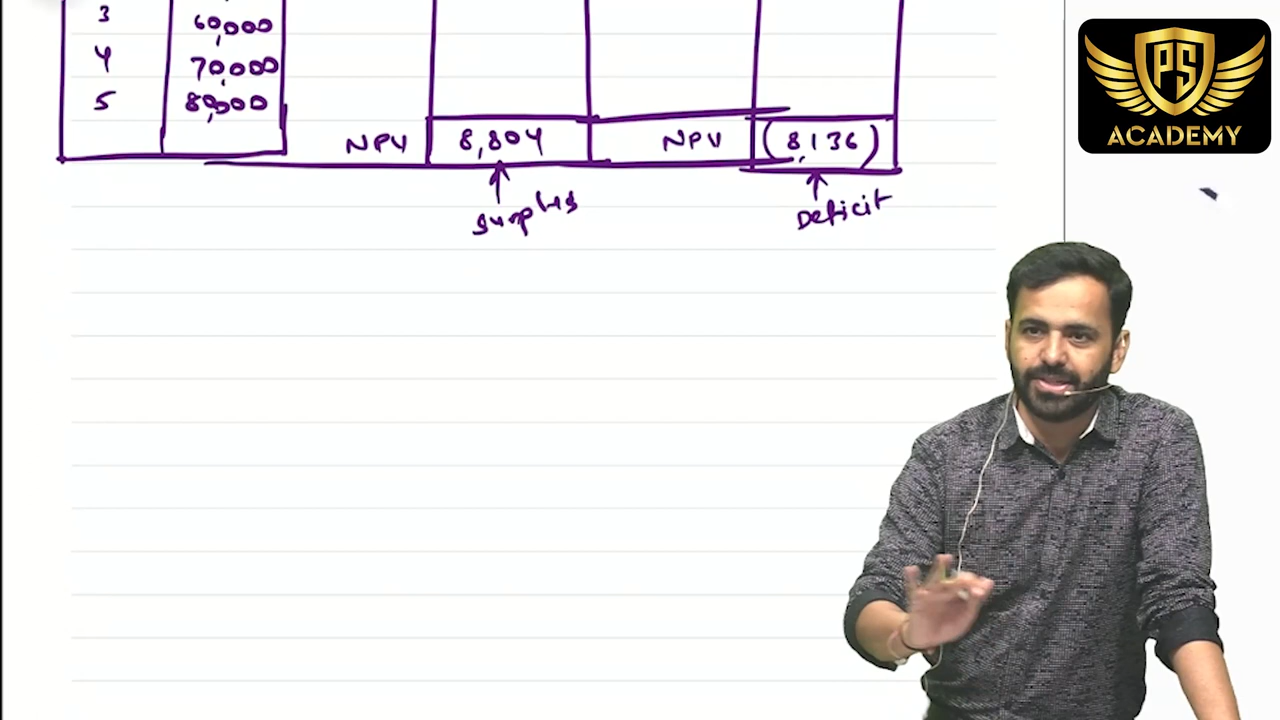 3 60,000
4 70,000
5 80,000
NPV 8,804 NPV (8,136)
Surplus Deficit
PS
ACADEMY